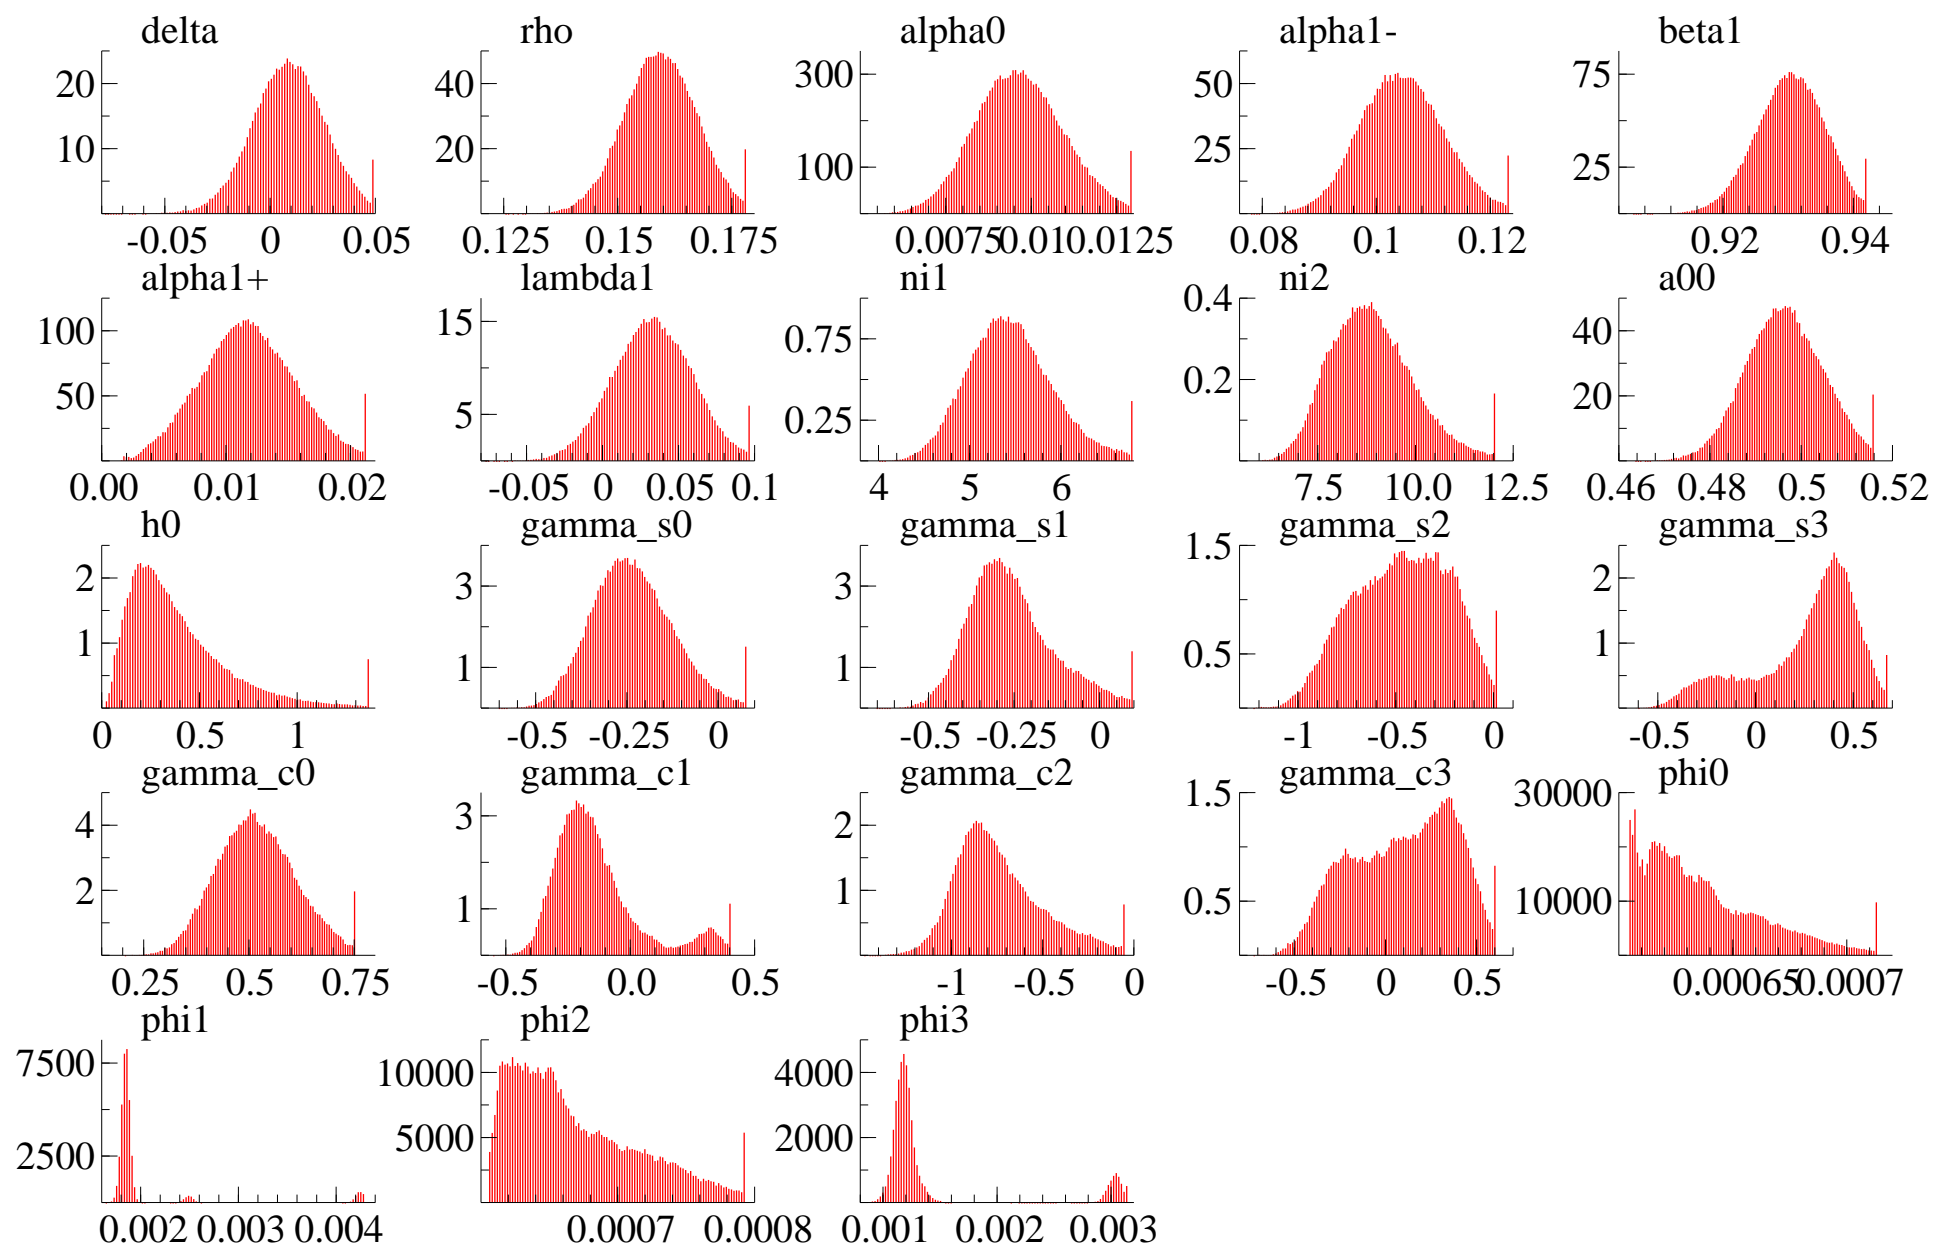 delta rho alpha0 alpha1- beta1
20 40 300 50 75
10 20 100 25 25
-0.05 0 0.05 0.125 0.15 0.175 0.0075 0.01 0.0125 0.08 0.1 0.12 0.92 0.94
alpha1+ lambda1 ni1 ni2 a00
100 15 0.75 0.4 40
50 5 0.25 0.2 20
0.00 0.01 0.02 -0.05 0 0.05 0.1 4 5 6 7.5 10.0 12.5 0.46 0.48 0.5 0.52
h0 gamma_s0 gamma_s1 gamma_s2 gamma_s3
2 3 3 1.5 2
1 1 1 0.5 1
0 0.5 1 -0.5 -0.25 0 -0.5 -0.25 0 -1 -0.5 0 -0.5 0 0.5
gamma_c0 gamma_c1 gamma_c2 gamma_c3 phi0
4 3 2 1.5 30000
2 1 1 0.5 10000
0.25 0.5 0.75 -0.5 0.0 0.5 -1 -0.5 0 -0.5 0 0.5 0.00065 0.0007
phi1 phi2 phi3
7500 10000 4000
2500 5000 2000
0.002 0.003 0.004 0.0007 0.0008 0.001 0.002 0.003